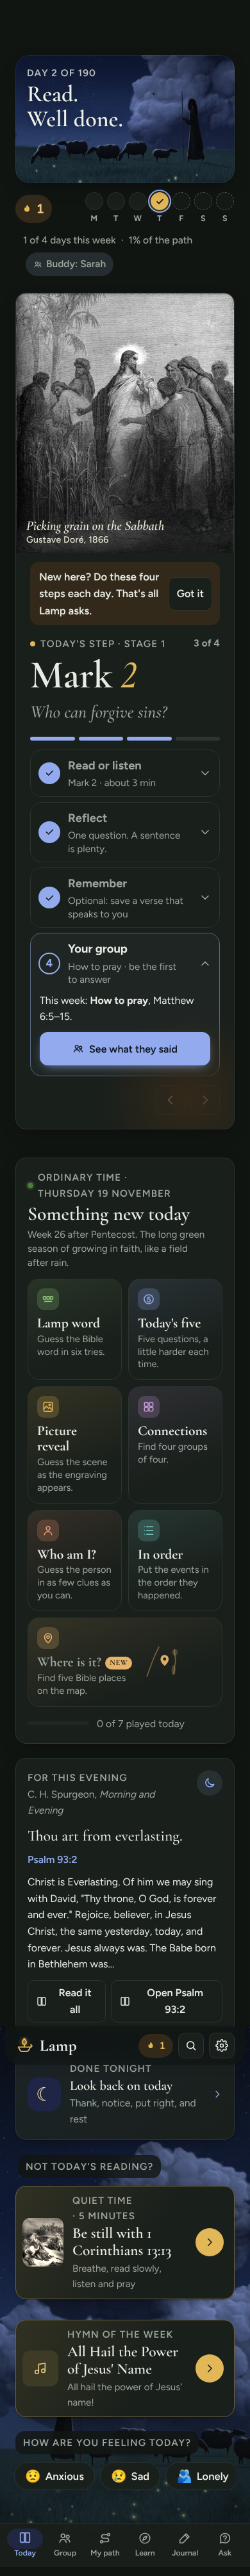 DAY 2 OF 190
Read.
Well done.
1
M T W T F S S
1 of 4 days this week · 1% of the path
Buddy: Sarah
Picking grain on the Sabbath
Gustave Doré, 1866
New here? Do these four
steps each day. That's all
Lamp asks.
Got it
TODAY'S STEP · STAGE 1
3 of 4
Mark 2
Who can forgive sins?
Read or listen
Mark 2 · about 3 min
Reflect
One question. A sentence
is plenty.
Remember
Optional: save a verse that
speaks to you
4
Your group
How to pray · be the first
to answer
This week: How to pray, Matthew
6:5–15.
See what they said
ORDINARY TIME ·
THURSDAY 19 NOVEMBER
Something new today
Week 26 after Pentecost. The long green
season of growing in faith, like a field
after rain.
Lamp word
Guess the Bible
word in six tries.
5
Today's five
Five questions, a
little harder each
time.
Picture
reveal
Guess the scene
as the engraving
appears.
Connections
Find four groups
of four.
Who am I?
Guess the person
in as few clues as
you can.
In order
Put the events in
the order they
happened.
Where is it? NEW
Find five Bible places
on the map.
0 of 7 played today
FOR THIS EVENING
C. H. Spurgeon, Morning and
Evening
Thou art from everlasting.
Psalm 93:2
Christ is Everlasting. Of him we may sing
with David, "Thy throne, O God, is forever
and ever." Rejoice, believer, in Jesus
Christ, the same yesterday, today, and
forever. Jesus always was. The Babe born
in Bethlehem was…
Read it
all
Open Psalm
93:2
Lamp
1
DONE TONIGHT
Look back on today
Thank, notice, put right, and
rest
NOT TODAY'S READING?
QUIET TIME
· 5 MINUTES
Be still with 1
Corinthians 13:13
Breathe, read slowly,
listen and pray
HYMN OF THE WEEK
All Hail the Power
of Jesus' Name
All hail the power of Jesus'
name!
HOW ARE YOU FEELING TODAY?
Anxious
Sad
Lonely
Today
Group
My path
Learn
Journal
Ask